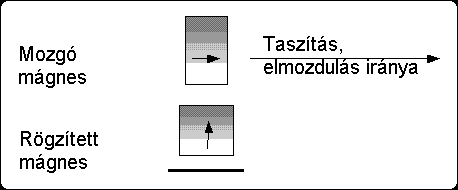 Mozgó
mágnes
Taszítás,
elmozdulás iránya
Rögzített
mágnes